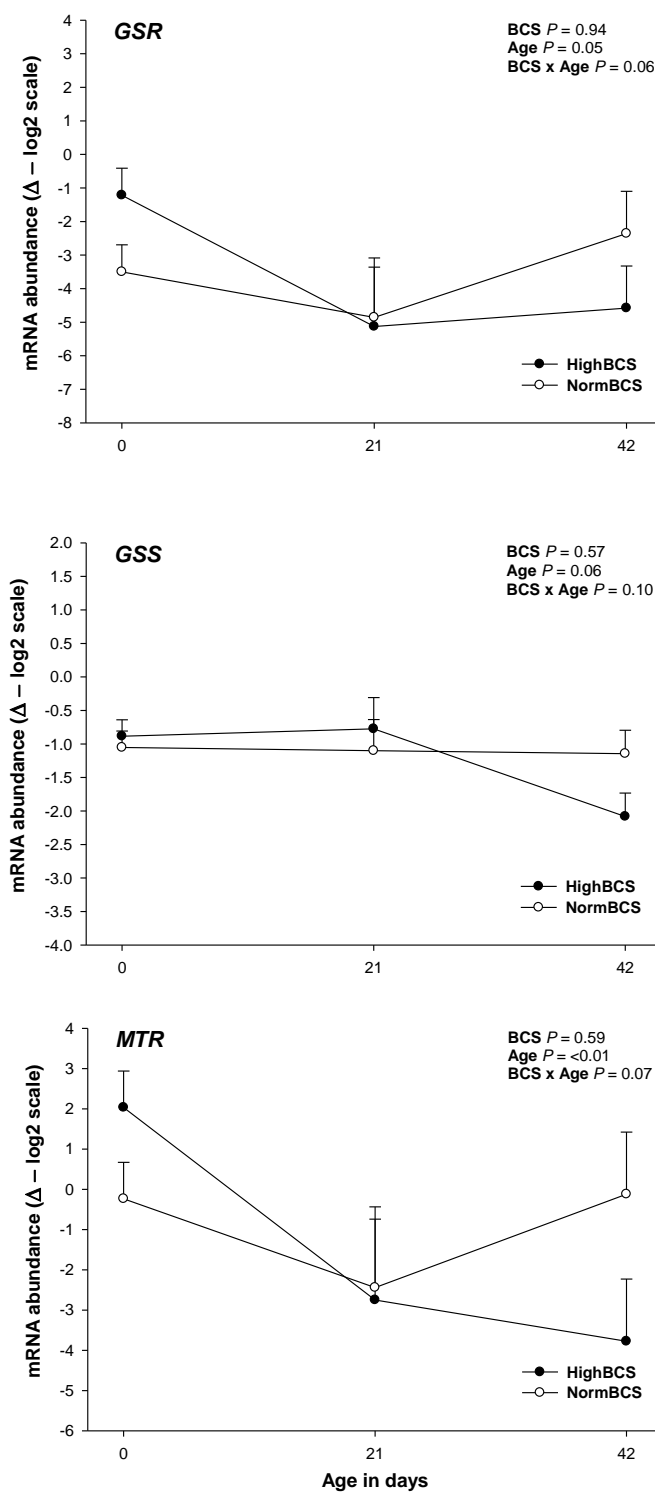 GSR
BCS P = 0.94
Age P = 0.05
BCS x Age P = 0.06
mRNA abundance (Δ – log2 scale)
4
3
2
1
0
-1
-2
-3
-4
-5
-6
-7
-8
HighBCS
NormBCS
0 21 42
GSS
BCS P = 0.57
Age P = 0.06
BCS x Age P = 0.10
mRNA abundance (Δ – log2 scale)
2.0
1.5
1.0
0.5
0.0
-0.5
-1.0
-1.5
-2.0
-2.5
-3.0
-3.5
-4.0
HighBCS
NormBCS
0 21 42
MTR
BCS P = 0.59
Age P = <0.01
BCS x Age P = 0.07
mRNA abundance (Δ – log2 scale)
4
3
2
1
0
-1
-2
-3
-4
-5
-6
HighBCS
NormBCS
0 21 42
Age in days